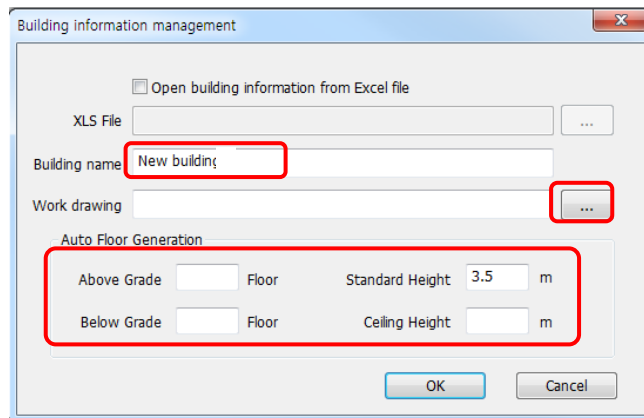 Building information management
Open building information from Excel file
XLS File ...
Building name New building
Work drawing ...
Auto Floor Generation
Above Grade Floor Standard Height 3.5 m
Below Grade Floor Ceiling Height m
OK Cancel